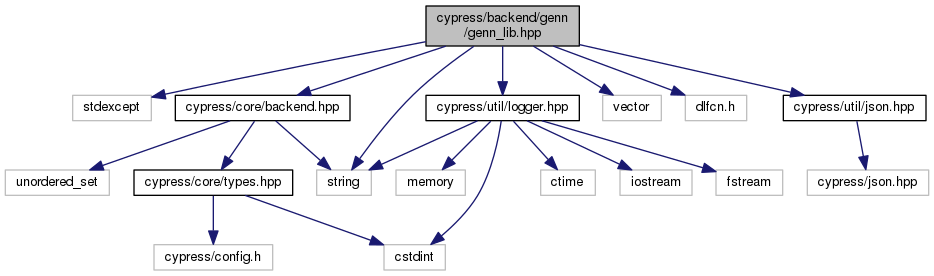 cypress/backend/genn
/genn_lib.hpp
stdexcept
cypress/core/backend.hpp
cypress/util/logger.hpp
vector
dlfcn.h
cypress/util/json.hpp
unordered_set
cypress/core/types.hpp
string
memory
ctime
iostream
fstream
cypress/json.hpp
cypress/config.h
cstdint